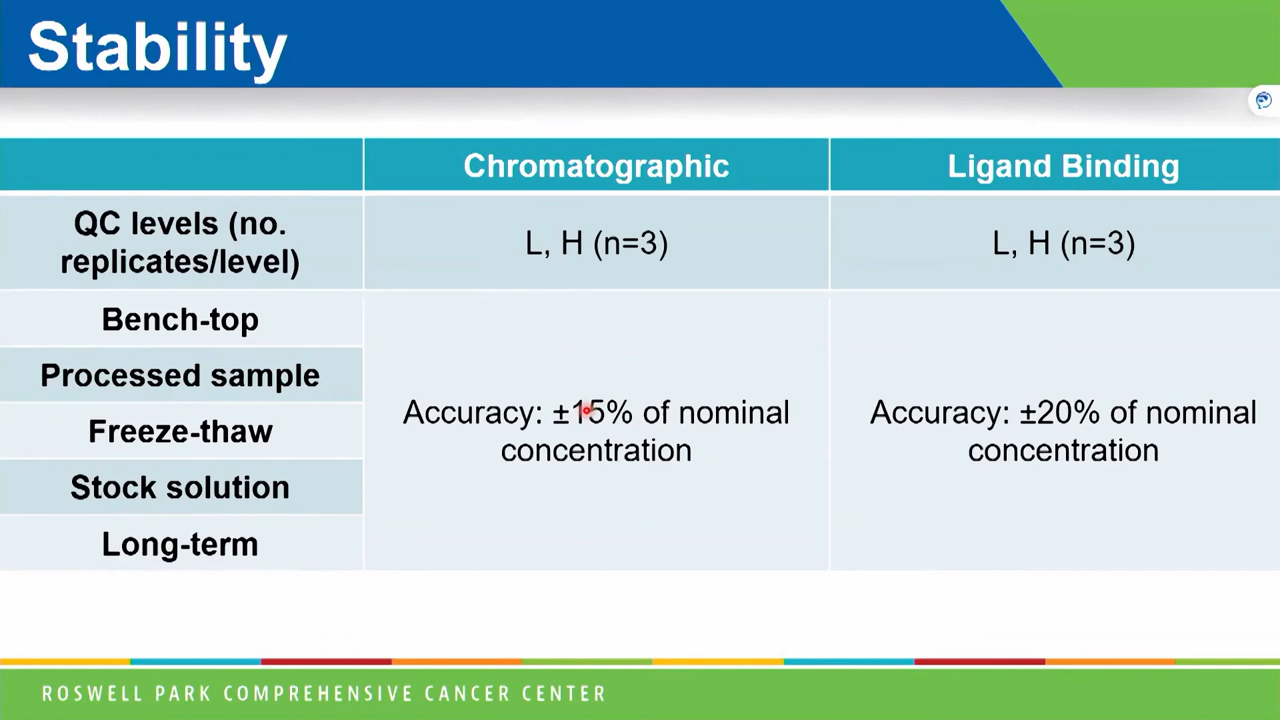 Stability
Chromatographic
Ligand Binding
QC levels (no.
replicates/level)
L, H (n=3)
L, H (n=3)
Bench-top
Processed sample
Freeze-thaw
Stock solution
Long-term
Accuracy: ±15% of nominal
concentration
Accuracy: ±20% of nominal
concentration
ROSWELL PARK COMPREHENSIVE CANCER CENTER